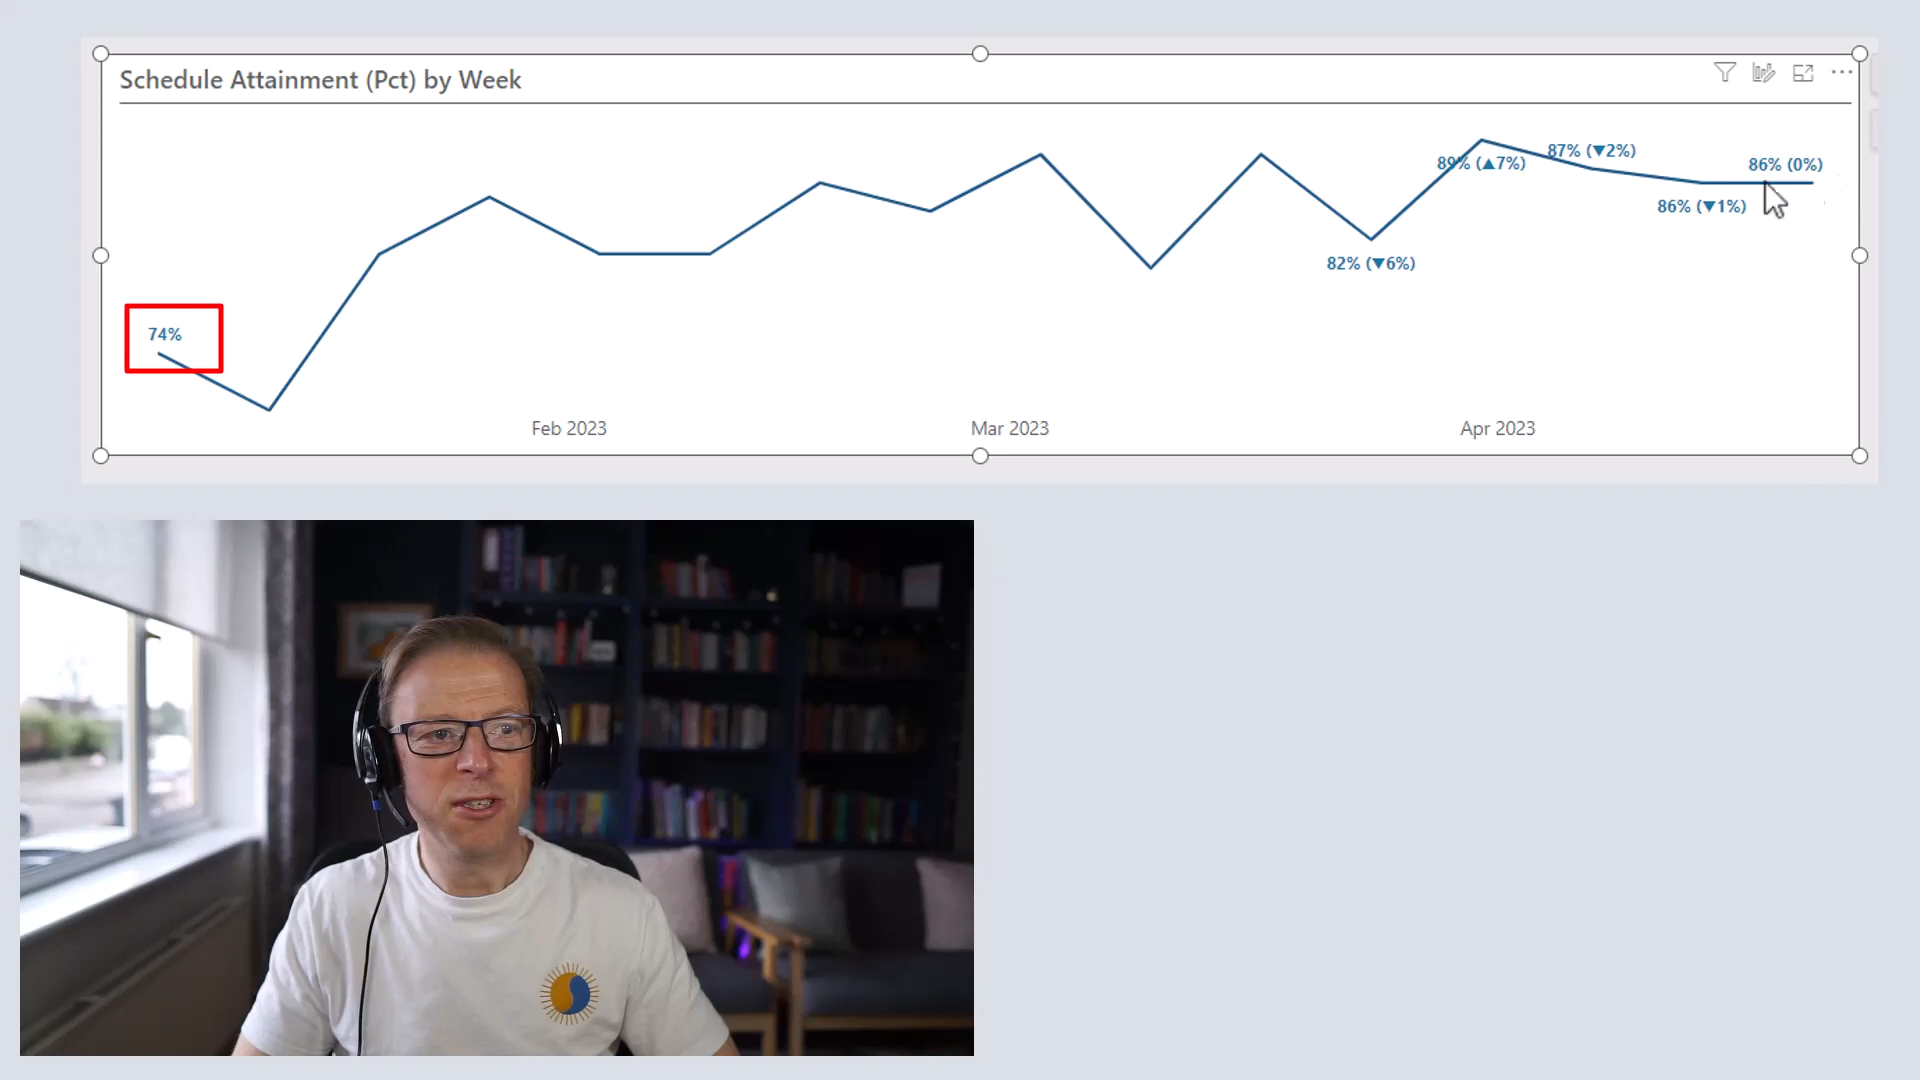 Schedule Attainment (Pct) by Week
87% (▼2%)
89% (▲7%)
86% (0%)
86% (▼1%)
82% (▼6%)
74%
Feb 2023
Mar 2023
Apr 2023